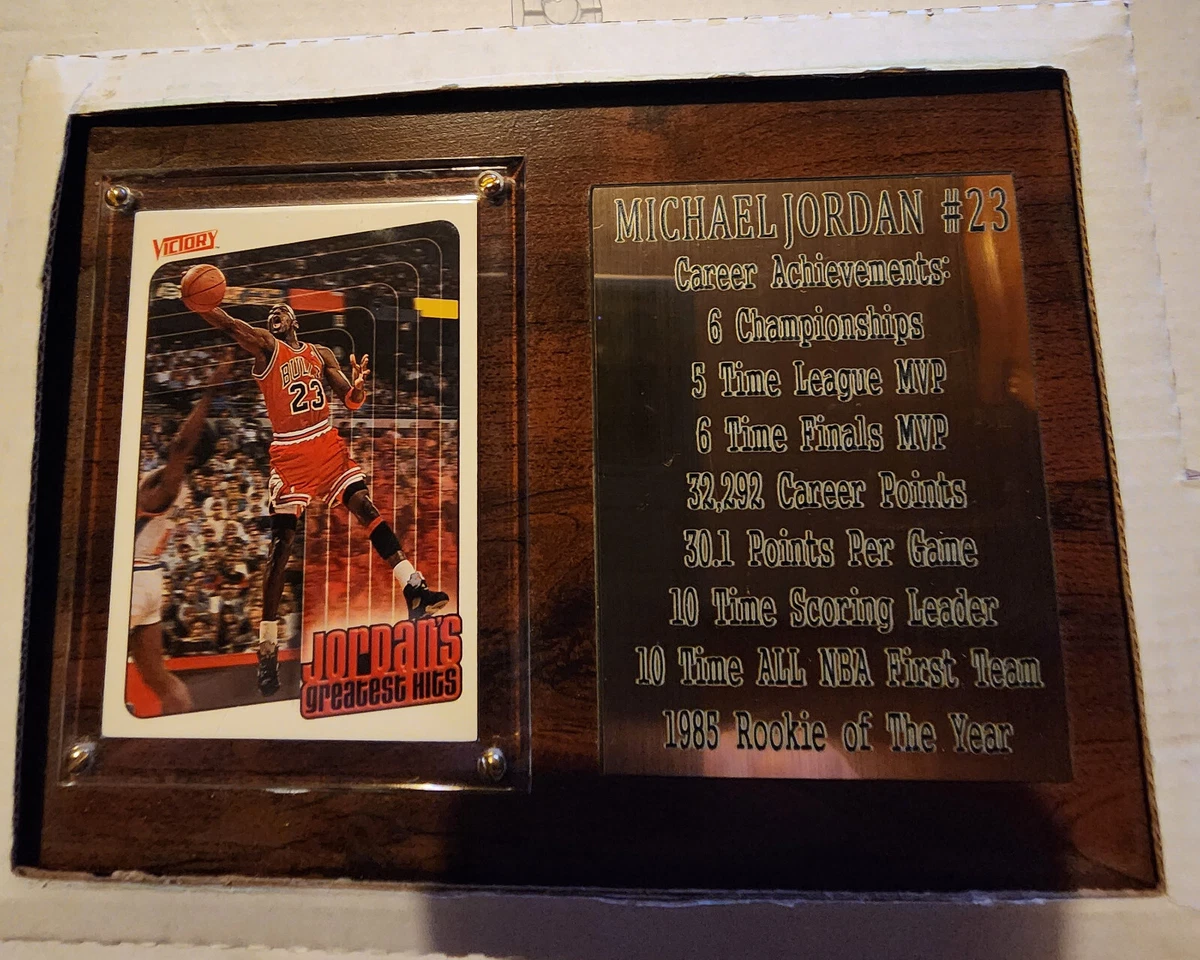 VICTORY
BULLS
23
JORDAN'S
GREATEST HITS
MICHAEL JORDAN #23
Career Achievements:
6 Championships
5 Time League MVP
6 Time Finals MVP
32,292 Career Points
30.1 Points Per Game
10 Time Scoring Leader
10 Time ALL NBA First Team
1985 Rookie of The Year